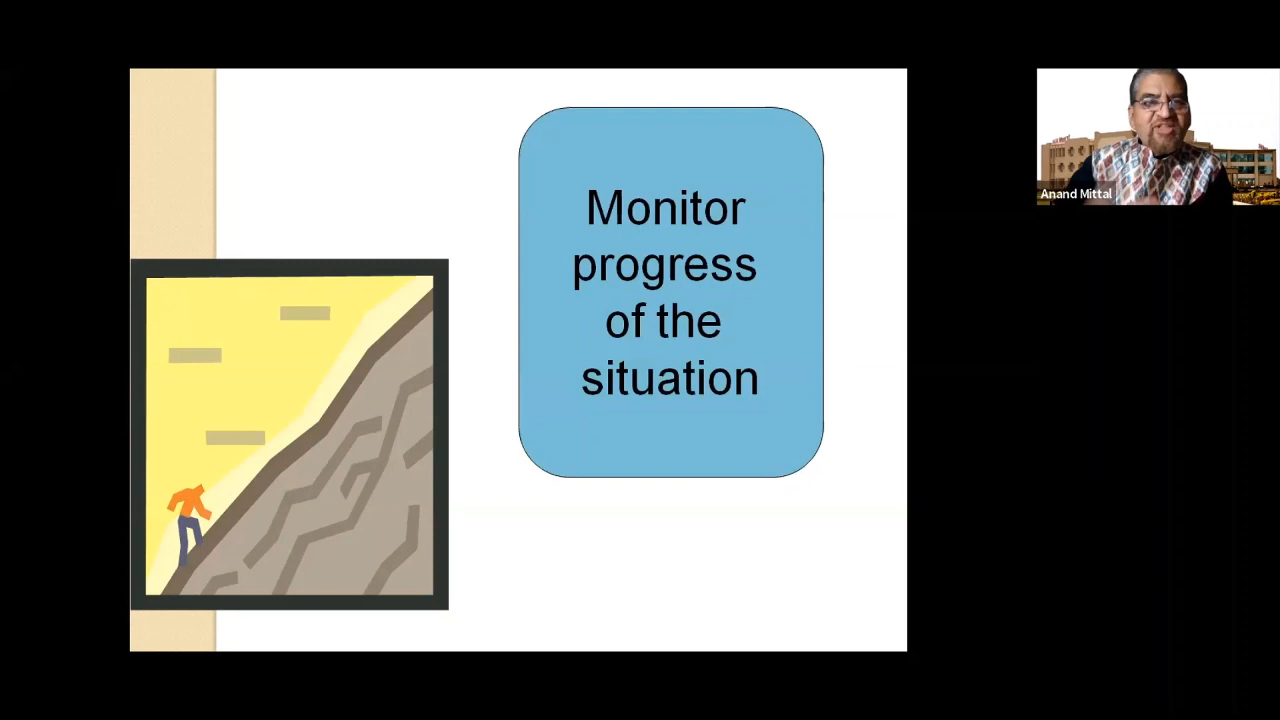 Monitor
progress
of the
situation
Anand Mittal